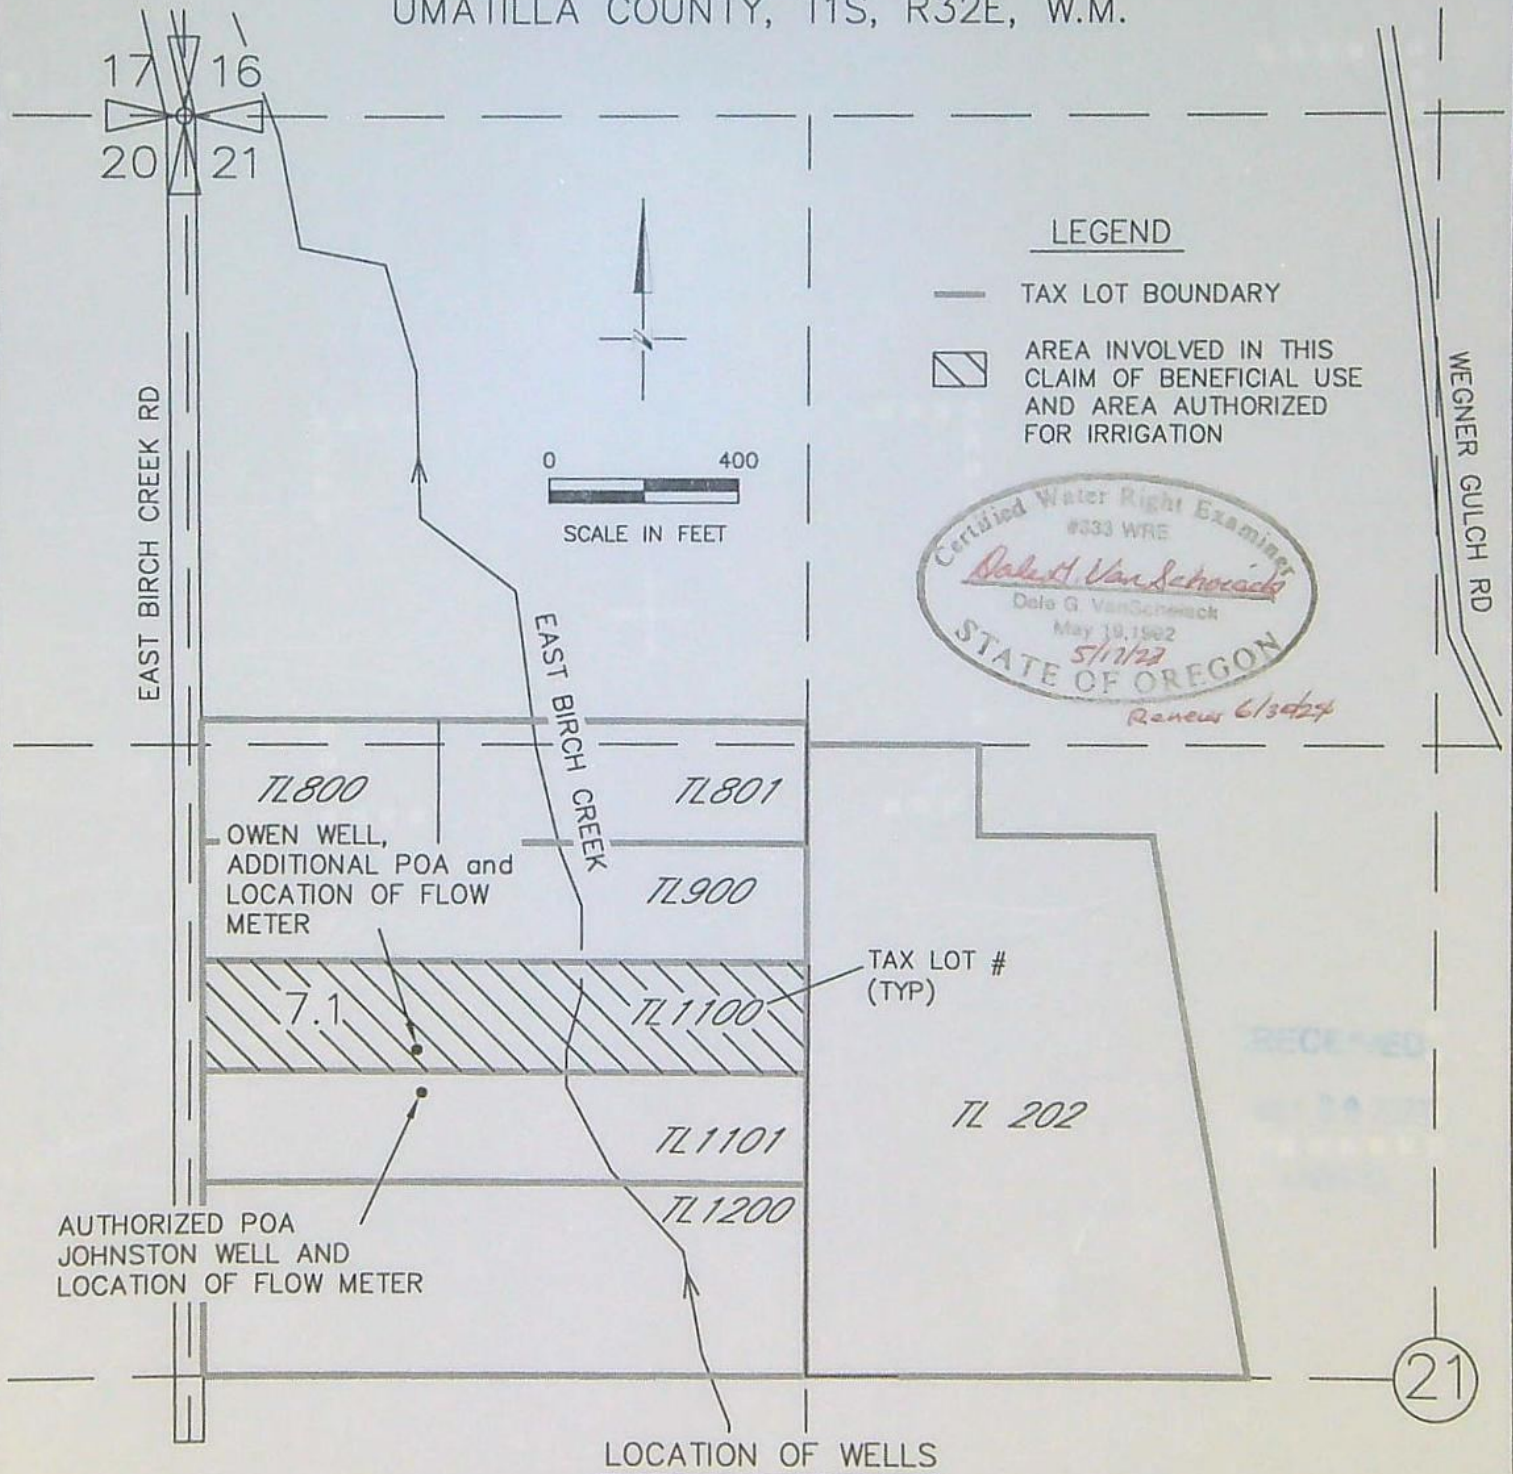 UMATILLA COUNTY, T1S, R32E, W.M.
17 16
20 21
LEGEND
TAX LOT BOUNDARY
AREA INVOLVED IN THIS
CLAIM OF BENEFICIAL USE
AND AREA AUTHORIZED
FOR IRRIGATION
0 400
SCALE IN FEET
EAST BIRCH CREEK RD
WEGNER GULCH RD
Certified Water Right Examiner
#333 WRE
Dale G. VanSchoiack
May 19, 1992
5/17/23
STATE OF OREGON
Renews 6/30/24
EAST BIRCH CREEK
TL800
TL801
OWEN WELL,
ADDITIONAL POA and
LOCATION OF FLOW
METER
TL900
TAX LOT #
(TYP)
7.1
TL1100
RECEIVED
TL 202
TL1101
TL1200
AUTHORIZED POA
JOHNSTON WELL AND
LOCATION OF FLOW METER
21
LOCATION OF WELLS